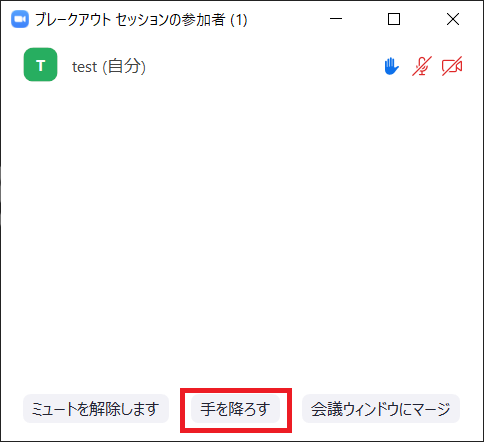 ブレークアウト セッションの参加者 (1)
T test (自分)
ミュートを解除します 手を降ろす 会議ウィンドウにマージ